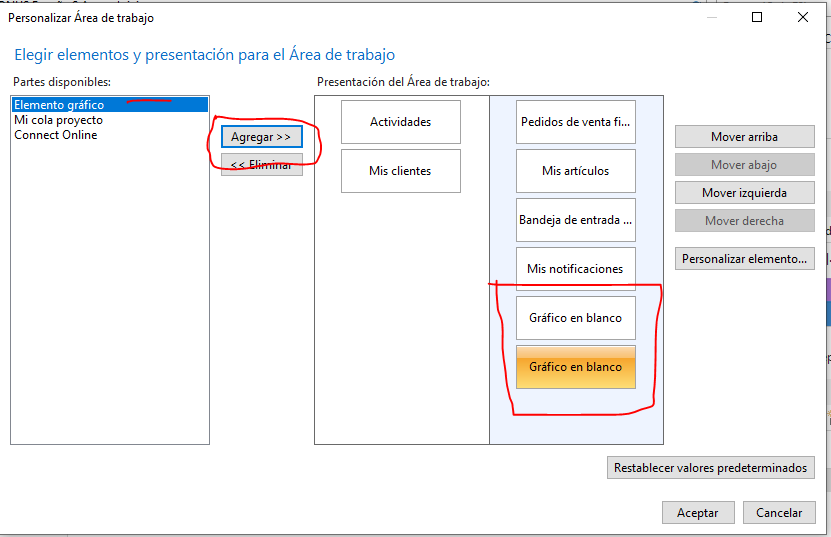 Personalizar Área de trabajo
Elegir elementos y presentación para el Área de trabajo
Partes disponibles:
Presentación del Área de trabajo:
Elemento gráfico
Mi cola proyecto
Connect Online
Agregar >>
<< Eliminar
Actividades
Mis clientes
Pedidos de venta fi...
Mis artículos
Bandeja de entrada ...
Mis notificaciones
Gráfico en blanco
Gráfico en blanco
Mover arriba
Mover abajo
Mover izquierda
Mover derecha
Personalizar elemento...
Restablecer valores predeterminados
Aceptar
Cancelar